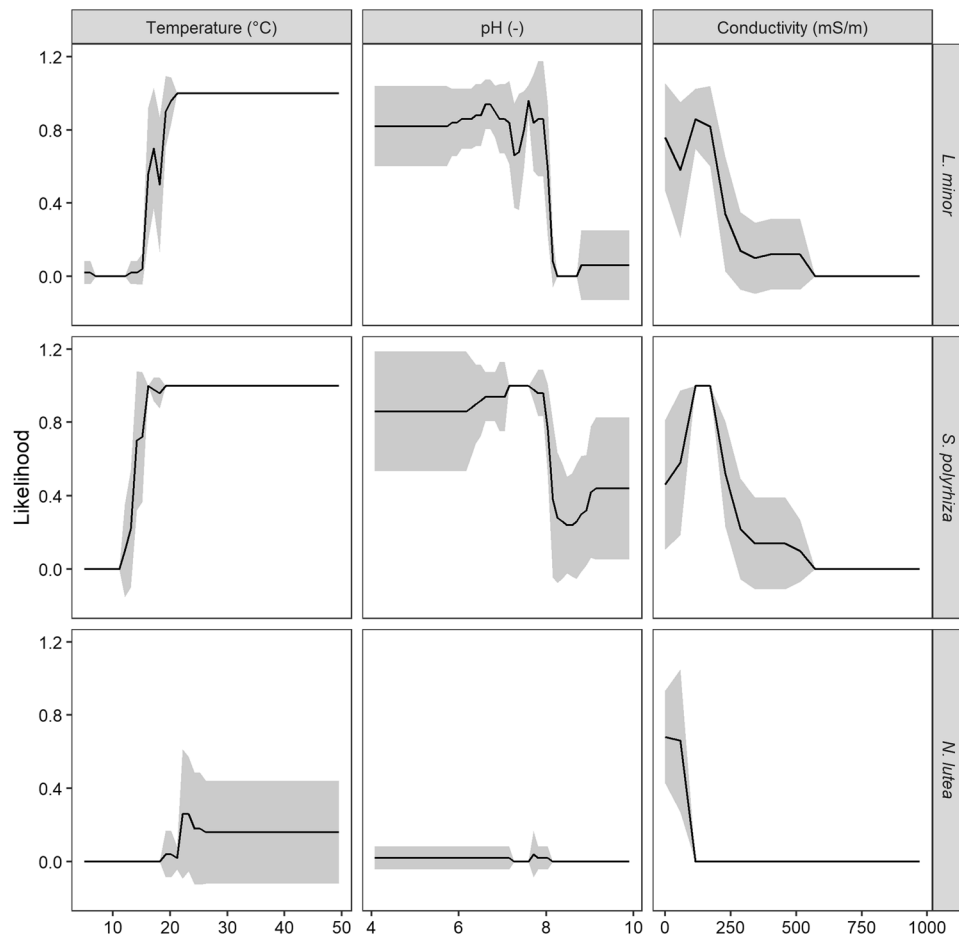 Temperature (°C) pH (-) Conductivity (mS/m)
1.2
0.8
0.4
0.0
L. minor
1.2
0.8
0.4
0.0
S. polyrhiza
Likelihood
1.2
0.8
0.4
0.0
N. lutea
10 20 30 40 50 4 6 8 10 0 250 500 750 1000